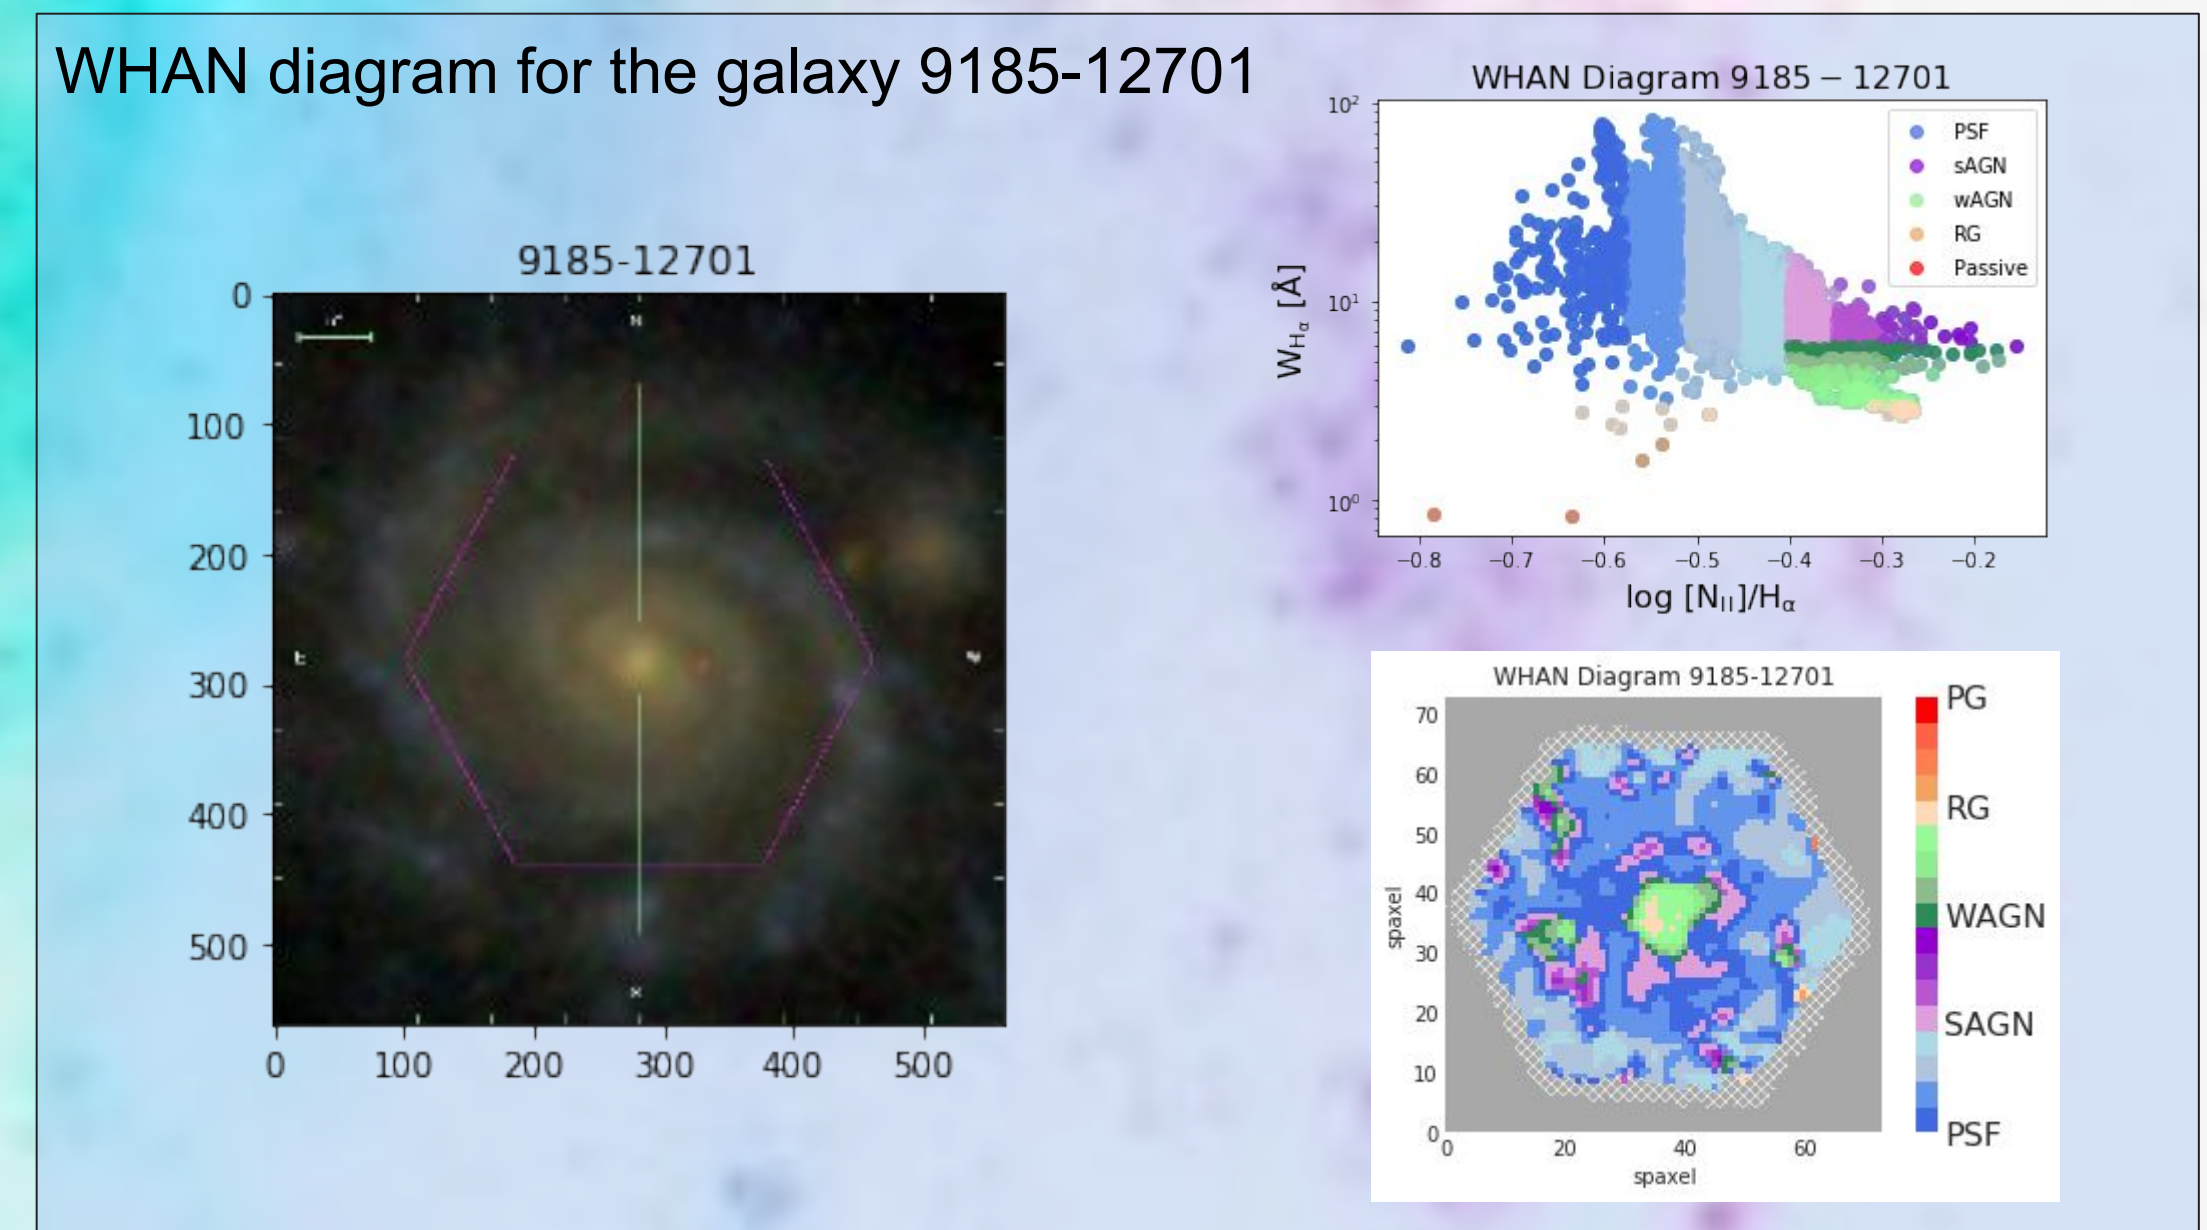 WHAN diagram for the galaxy 9185-12701
9185-12701
0
100
200
300
400
500
0 100 200 300 400 500
N
E
WHAN Diagram 9185 − 12701
10²
10¹
10⁰
W_Hα [Å]
PSF
sAGN
wAGN
RG
Passive
−0.8 −0.7 −0.6 −0.5 −0.4 −0.3 −0.2
log [N_II]/H_α
WHAN Diagram 9185-12701
70
60
50
40
30
20
10
0
spaxel
0 20 40 60
spaxel
PG
RG
WAGN
SAGN
PSF